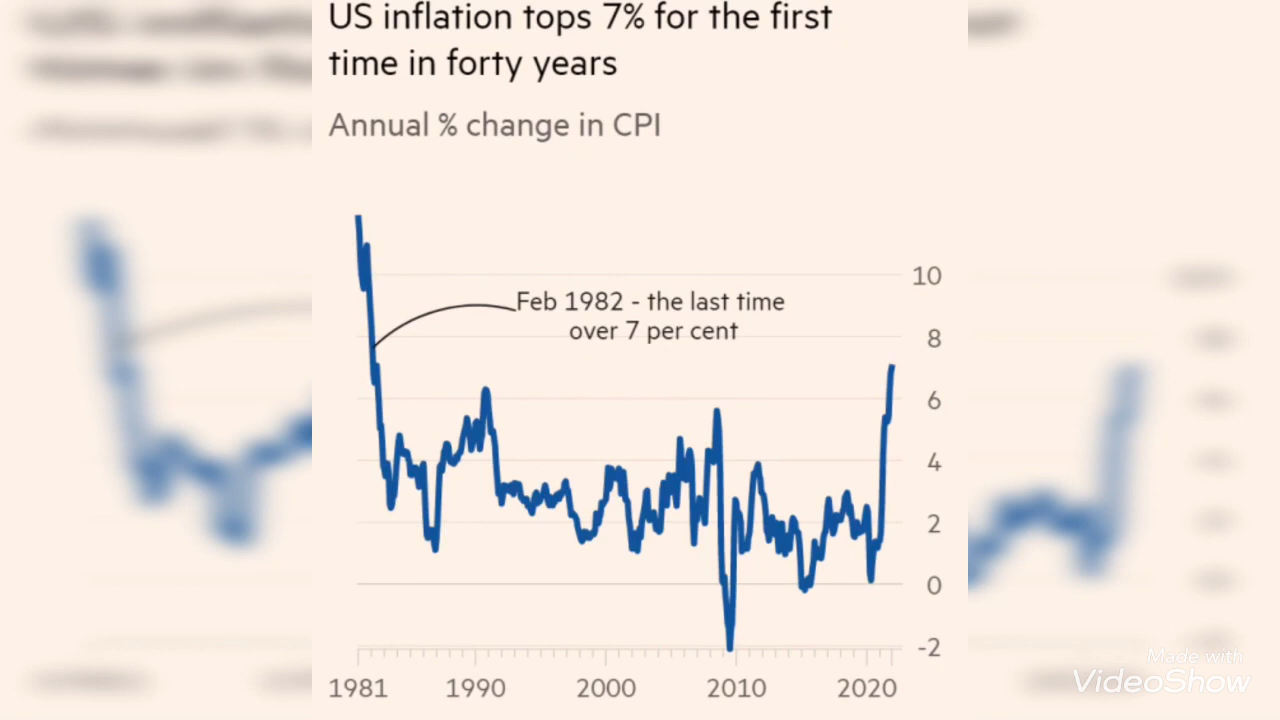 US inflation tops 7% for the first
time in forty years
Annual % change in CPI
10
Feb 1982 - the last time
over 7 per cent
8
6
4
2
0
-2
1981 1990 2000 2010 2020
Made with
VideoShow